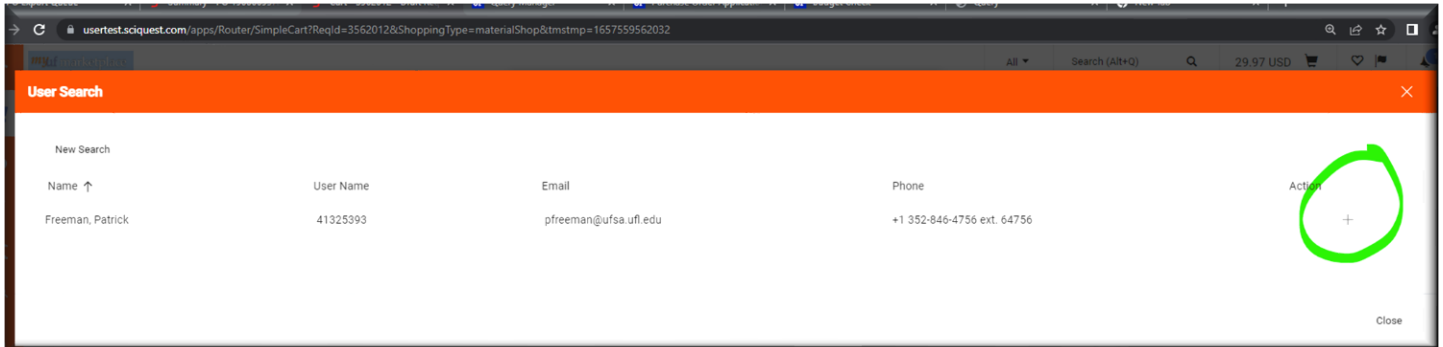 usertest.sciquest.com/apps/Router/SimpleCart?ReqId=3562012&ShoppingType=materialShop&tmstmp=1657559562032
All Search (Alt+Q) 29.97 USD
User Search
New Search
Name User Name Email Phone Action
Freeman, Patrick 41325393 pfreeman@ufsa.ufl.edu +1 352-846-4756 ext. 64756
Close